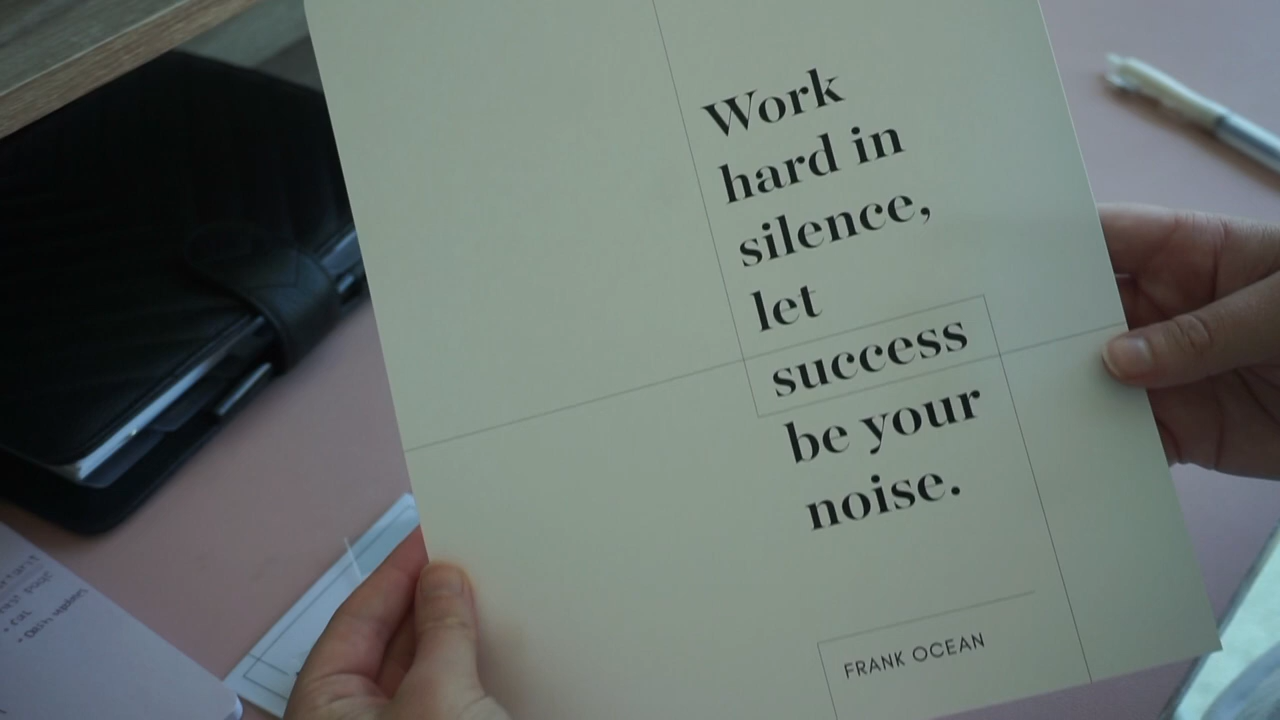 Work
hard in
silence,
let
success
be your
noise.
FRANK OCEAN